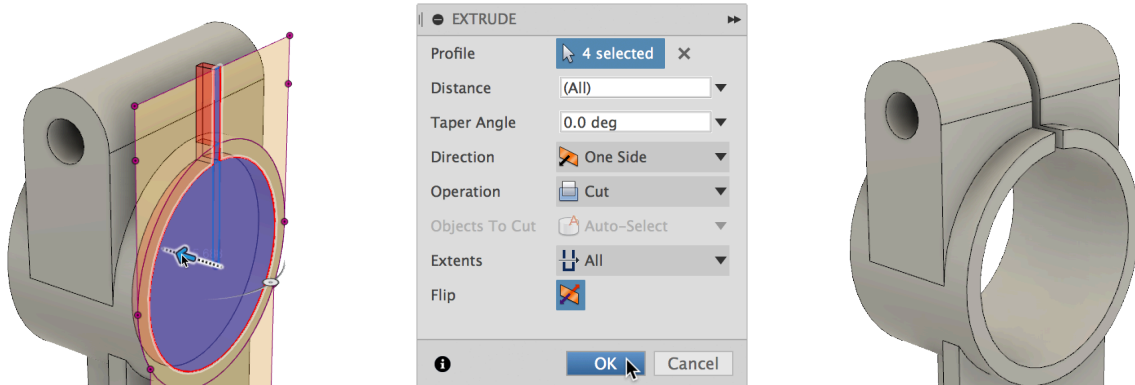 EXTRUDE
Profile 4 selected
Distance (All)
Taper Angle 0.0 deg
Direction One Side
Operation Cut
Objects To Cut Auto-Select
Extents All
Flip
OK Cancel